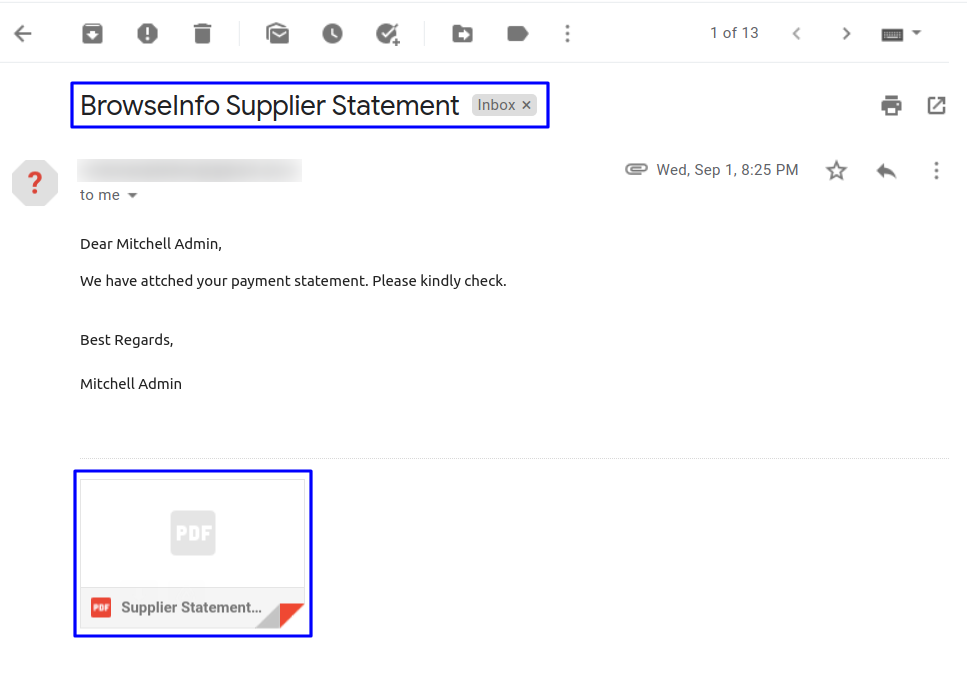 1 of 13
BrowseInfo Supplier Statement Inbox ×
?
Wed, Sep 1, 8:25 PM
to me
Dear Mitchell Admin,
We have attched your payment statement. Please kindly check.
Best Regards,
Mitchell Admin
PDF
PDF Supplier Statement...